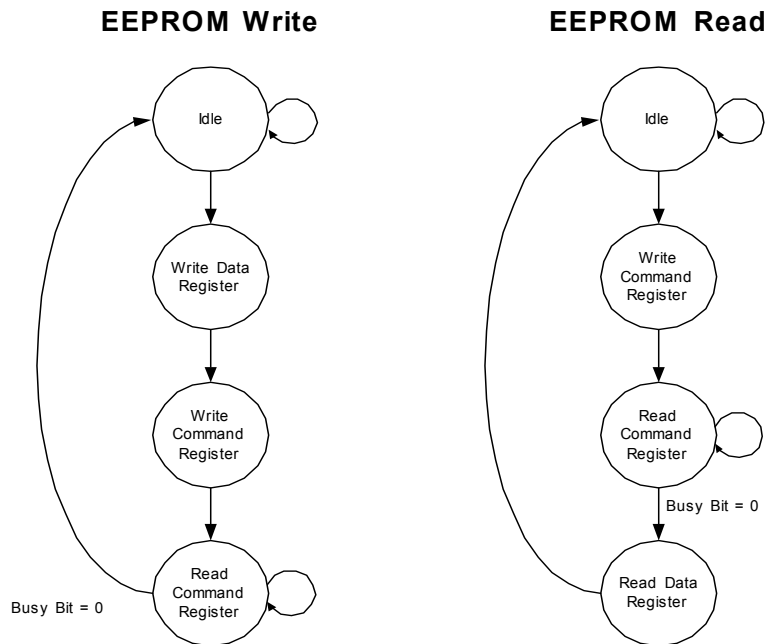 EEPROM Write
Idle
Write Data
Register
Write
Command
Register
Read
Command
Register
Busy Bit = 0
EEPROM Read
Idle
Write
Command
Register
Read
Command
Register
Busy Bit = 0
Read Data
Register